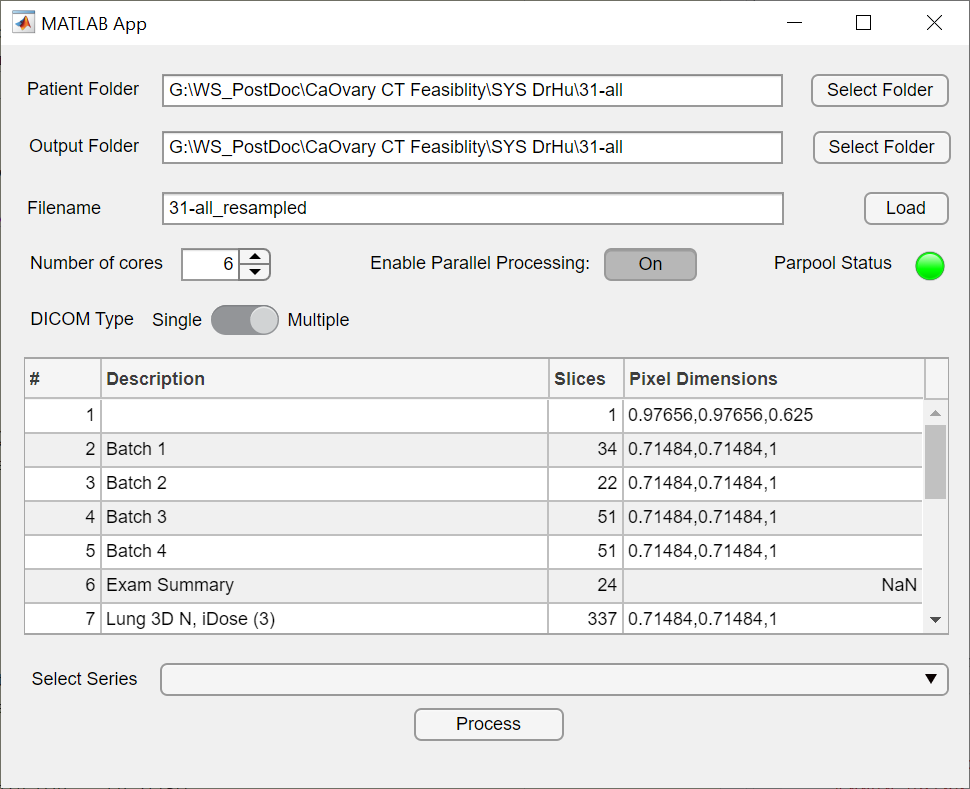 MATLAB App
Patient Folder G:\WS_PostDoc\CaOvary CT Feasiblity\SYS DrHu\31-all Select Folder
Output Folder G:\WS_PostDoc\CaOvary CT Feasiblity\SYS DrHu\31-all Select Folder
Filename 31-all_resampled Load
Number of cores 6 Enable Parallel Processing: On Parpool Status
DICOM Type Single Multiple
# Description Slices Pixel Dimensions
1 1 0.97656,0.97656,0.625
2 Batch 1 34 0.71484,0.71484,1
3 Batch 2 22 0.71484,0.71484,1
4 Batch 3 51 0.71484,0.71484,1
5 Batch 4 51 0.71484,0.71484,1
6 Exam Summary 24 NaN
7 Lung 3D N, iDose (3) 337 0.71484,0.71484,1
Select Series
Process